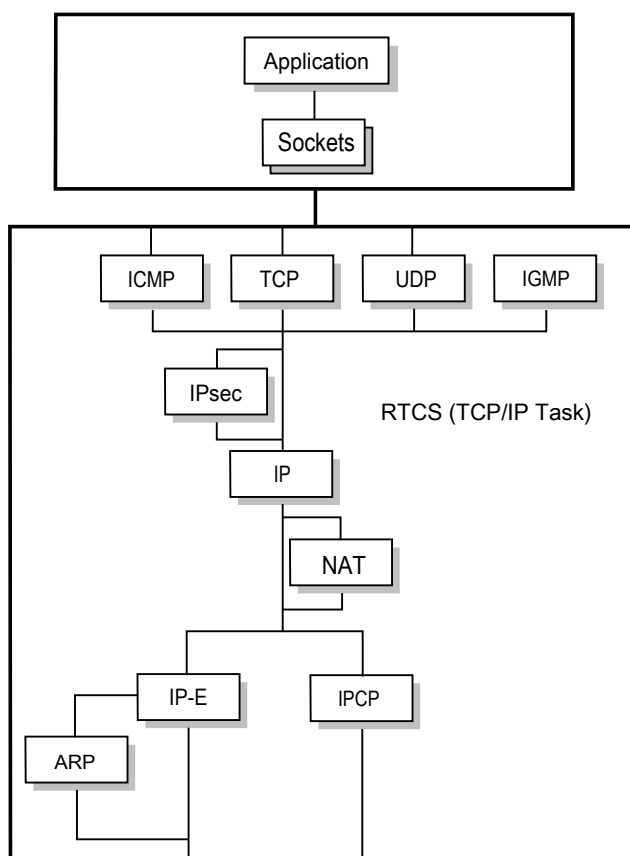 Application
Sockets
ICMP
TCP
UDP
IGMP
IPsec
RTCS (TCP/IP Task)
IP
NAT
IP-E
IPCP
ARP